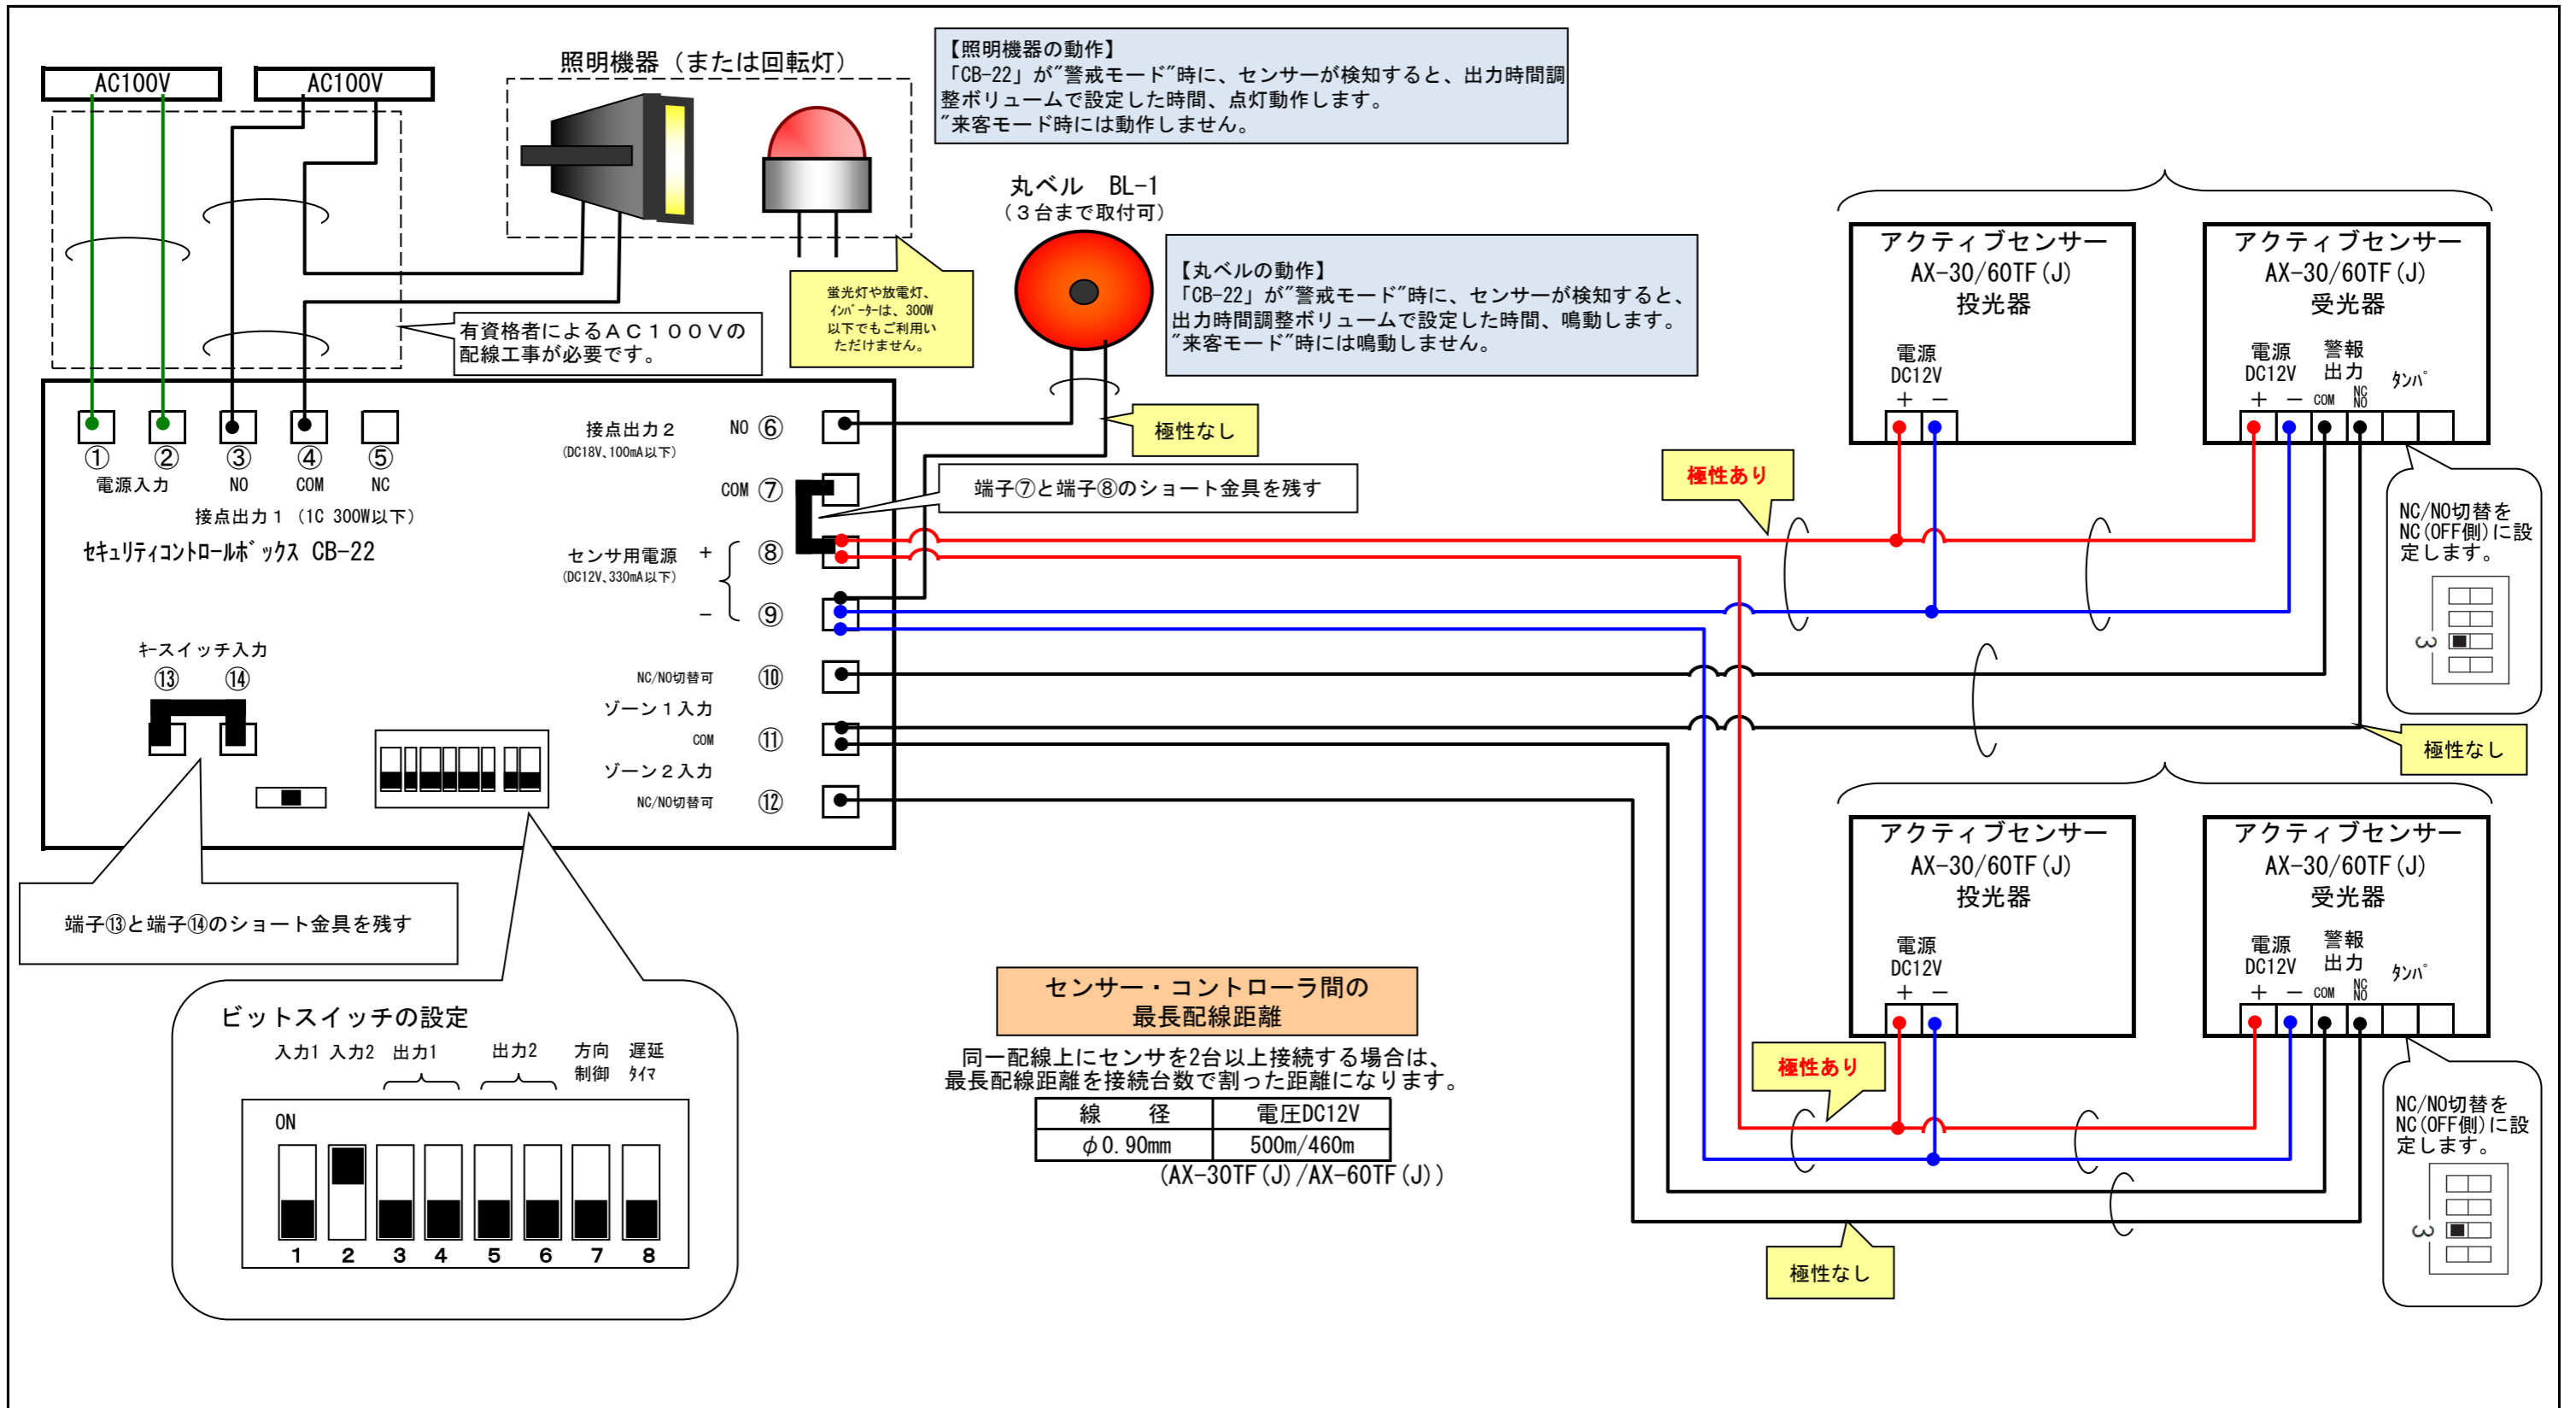 AC100V
AC100V
照明機器（または回転灯）
【照明機器の動作】
「CB-22」が″警戒モード″時に、センサーが検知すると、出力時間調
整ボリュームで設定した時間、点灯動作します。
″来客モード時には動作しません。
蛍光灯や放電灯、
ｲﾝﾊﾞｰﾀｰは、300W
以下でもご利用い
ただけません。
有資格者によるＡＣ１００Ｖの
配線工事が必要です。
丸ベル　BL-1
（３台まで取付可）
【丸ベルの動作】
「CB-22」が″警戒モード″時に、センサーが検知すると、
出力時間調整ボリュームで設定した時間、鳴動します。
″来客モード″時には鳴動しません。
極性なし
① ② ③ ④ ⑤
電源入力 NO COM NC
接点出力１（1C 300W以下）
セキュリティコントロールボックス CB-22
接点出力２ NO ⑥
(DC18V、100mA以下)
COM ⑦
端子⑦と端子⑧のショート金具を残す
センサ用電源 + ⑧
(DC12V、330mA以下)
− ⑨
NC/NO切替可 ⑩
ゾーン１入力
COM ⑪
ゾーン２入力
NC/NO切替可 ⑫
ｷｰスイッチ入力
⑬ ⑭
端子⑬と端子⑭のショート金具を残す
ビットスイッチの設定
入力1 入力2 出力1 出力2 方向 遅延
制御 ﾀｲﾏ
ON
1 2 3 4 5 6 7 8
センサー・コントローラ間の
最長配線距離
同一配線上にセンサを2台以上接続する場合は、
最長配線距離を接続台数で割った距離になります。
線　径 電圧DC12V
φ0.90mm 500m/460m
(AX-30TF(J)/AX-60TF(J))
アクティブセンサー
AX-30/60TF(J)
投光器
電源
DC12V
+ −
アクティブセンサー
AX-30/60TF(J)
受光器
電源 警報
DC12V 出力 ﾀﾝﾊﾟ
+ − COM NC
NO
極性あり
NC/NO切替を
NC(OFF側)に設
定します。
3
極性なし
アクティブセンサー
AX-30/60TF(J)
投光器
電源
DC12V
+ −
アクティブセンサー
AX-30/60TF(J)
受光器
電源 警報
DC12V 出力 ﾀﾝﾊﾟ
+ − COM NC
NO
極性あり
NC/NO切替を
NC(OFF側)に設
定します。
3
極性なし